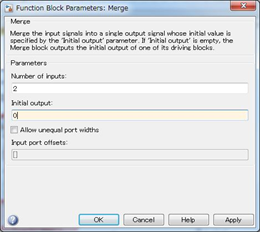 Function Block Parameters: Merge
Merge
Merge the input signals into a single output signal whose initial value is
specified by the 'Initial output' parameter. If 'Initial output' is empty, the
Merge block outputs the initial output of one of its driving blocks.
Parameters
Number of inputs:
2
Initial output:
0
Allow unequal port widths
Input port offsets:
[]
OK Cancel Help Apply